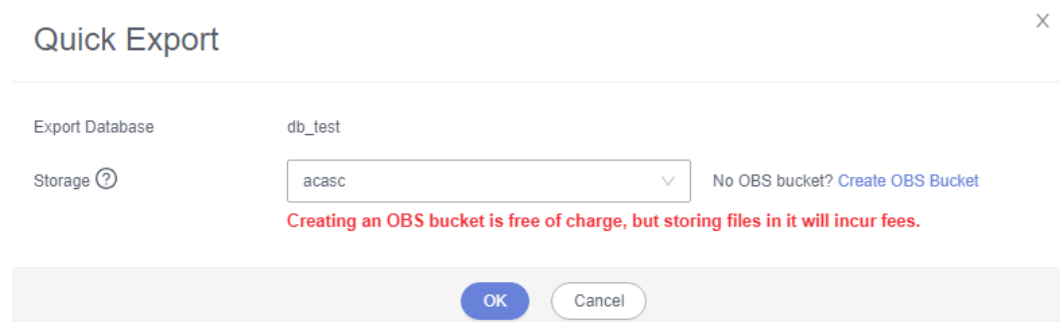 Quick Export
Export Database db_test
Storage ? acasc No OBS bucket? Create OBS Bucket
Creating an OBS bucket is free of charge, but storing files in it will incur fees.
OK Cancel